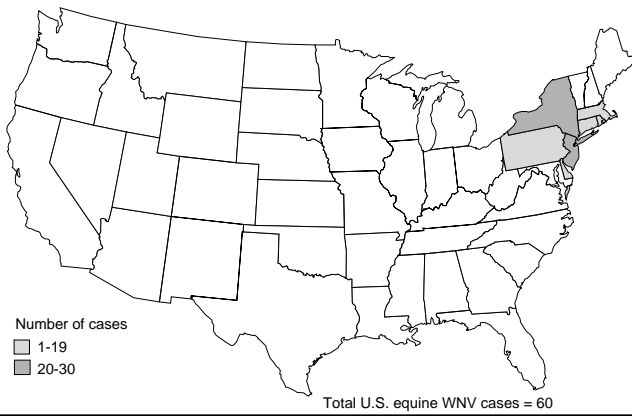 Number of cases
1-19
20-30
Total U.S. equine WNV cases = 60